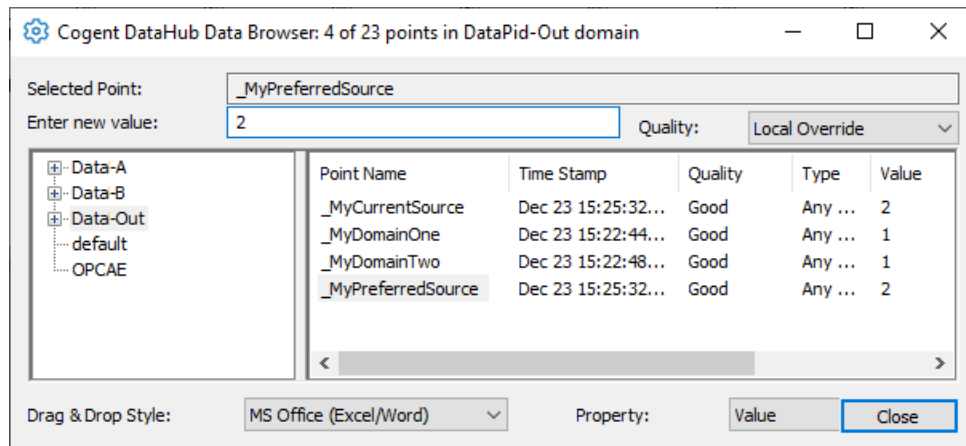 Cogent DataHub Data Browser: 4 of 23 points in DataPid-Out domain
Selected Point: _MyPreferredSource
Enter new value: 2 Quality: Local Override
Data-A
Data-B
Data-Out
default
OPCAE
Point Name Time Stamp Quality Type Value
_MyCurrentSource Dec 23 15:25:32... Good Any ... 2
_MyDomainOne Dec 23 15:22:44... Good Any ... 1
_MyDomainTwo Dec 23 15:22:48... Good Any ... 1
_MyPreferredSource Dec 23 15:25:32... Good Any ... 2
Drag & Drop Style: MS Office (Excel/Word) Property: Value Close